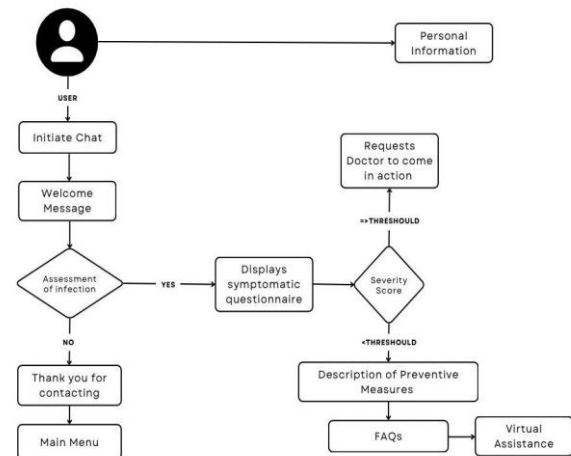 Personal
Information
USER
Initiate Chat
Requests
Doctor to come
in action
Welcome
Message
=>THRESHOULD
Assessment
of infection
YES
Displays
symptomatic
questionnaire
Severity
Score
NO
<THRESHOULD
Thank you for
contacting
Description of Preventive
Measures
Main Menu
FAQs
Virtual
Assistance